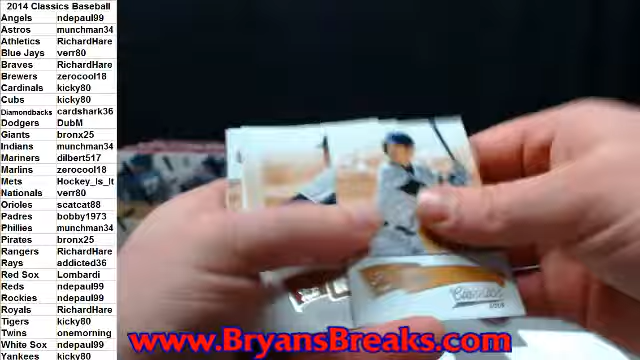 2014 Classics Baseball
Angels ndepaul99
Astros munchman34
Athletics RichardHare
Blue Jays verr80
Braves RichardHare
Brewers zerocool18
Cardinals kicky80
Cubs kicky80
Diamondbacks cardshark36
Dodgers DubM
Giants bronx25
Indians munchman34
Mariners dilbert517
Marlins zerocool18
Mets Hockey_Is_It
Nationals verr80
Orioles scatcat88
Padres bobby1973
Phillies munchman34
Pirates bronx25
Rangers RichardHare
Rays addicted36
Red Sox Lombardi
Reds ndepaul99
Rockies ndepaul99
Royals RichardHare
Tigers kicky80
Twins onemorning
White Sox ndepaul99
Yankees kicky80
www.BryansBreaks.com